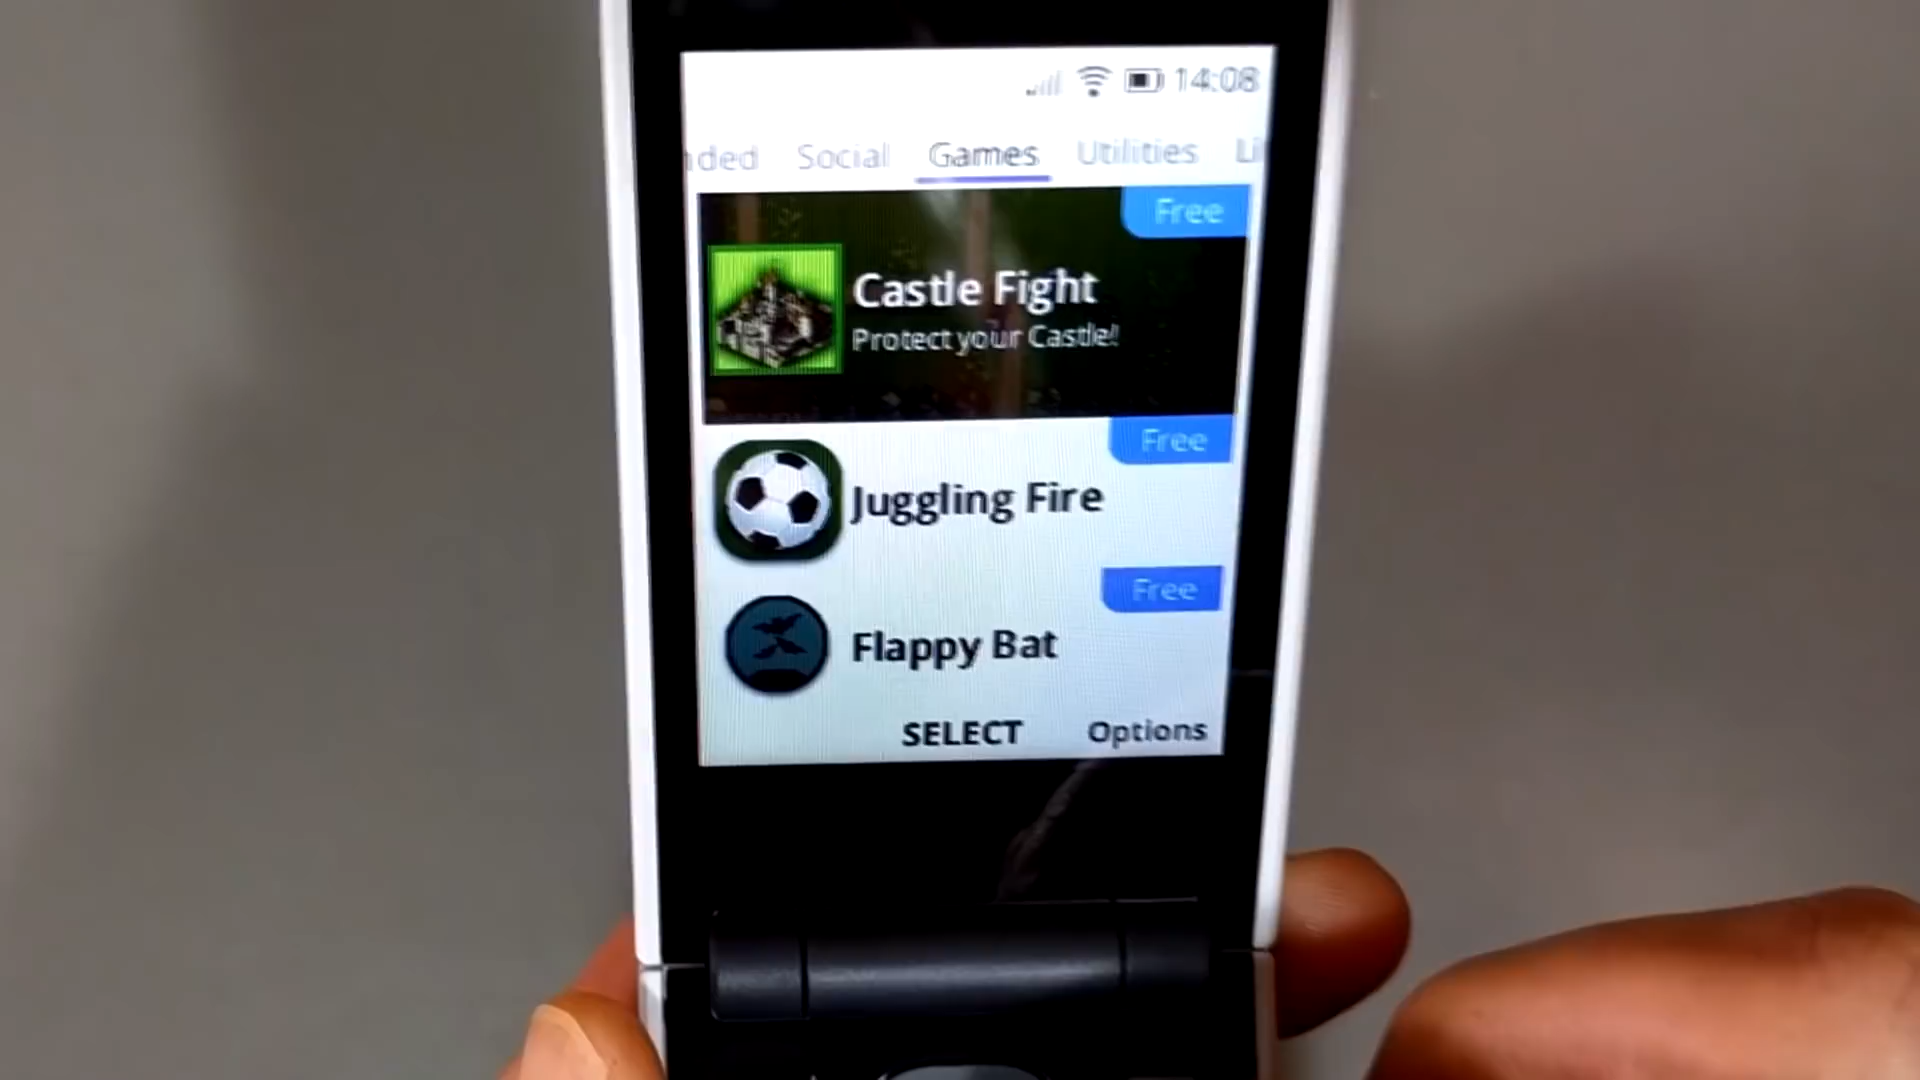 14:08
Social Games Utilities
Free
Castle Fight
Protect your Castle!
Free
Juggling Fire
Free
Flappy Bat
SELECT Options